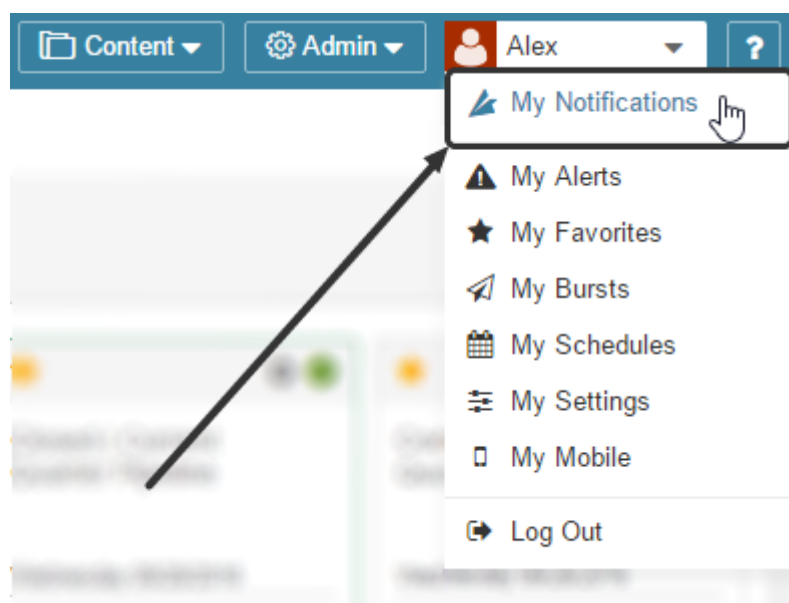 Content
Admin
Alex
?
My Notifications
My Alerts
My Favorites
My Bursts
My Schedules
My Settings
My Mobile
Log Out